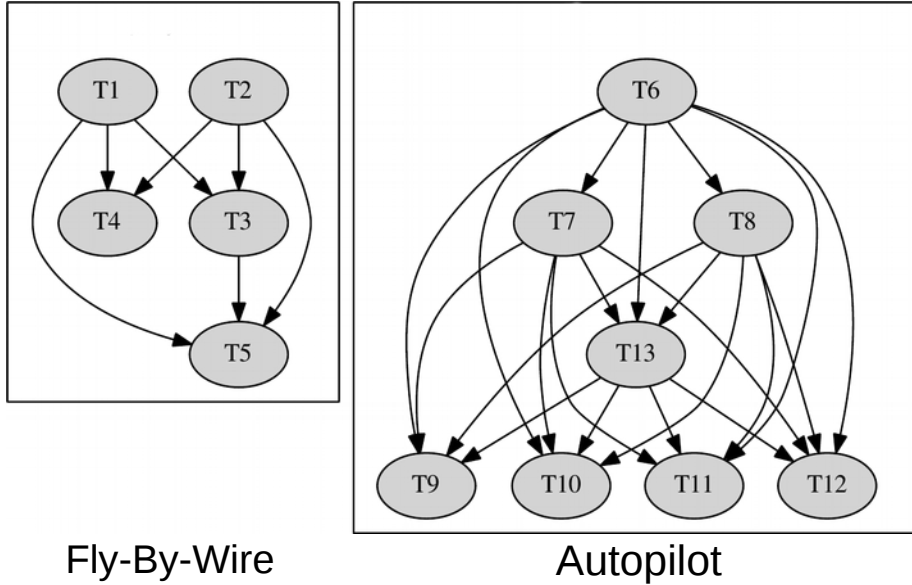 T1 T2
T4 T3
T5
Fly-By-Wire
T6
T7 T8
T13
T9 T10 T11 T12
Autopilot